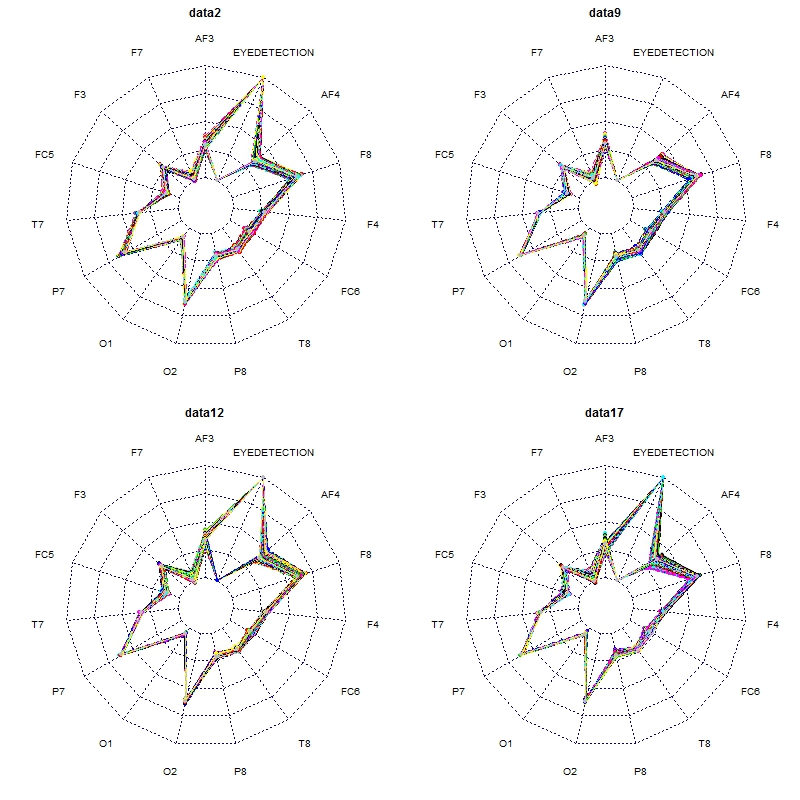 data2
AF3
F7
EYEDETECTION
F3
AF4
FC5
F8
T7
F4
P7
FC6
O1
T8
O2
P8
data9
AF3
F7
EYEDETECTION
F3
AF4
FC5
F8
T7
F4
P7
FC6
O1
T8
O2
P8
data12
AF3
F7
EYEDETECTION
F3
AF4
FC5
F8
T7
F4
P7
FC6
O1
T8
O2
P8
data17
AF3
F7
EYEDETECTION
F3
AF4
FC5
F8
T7
F4
P7
FC6
O1
T8
O2
P8